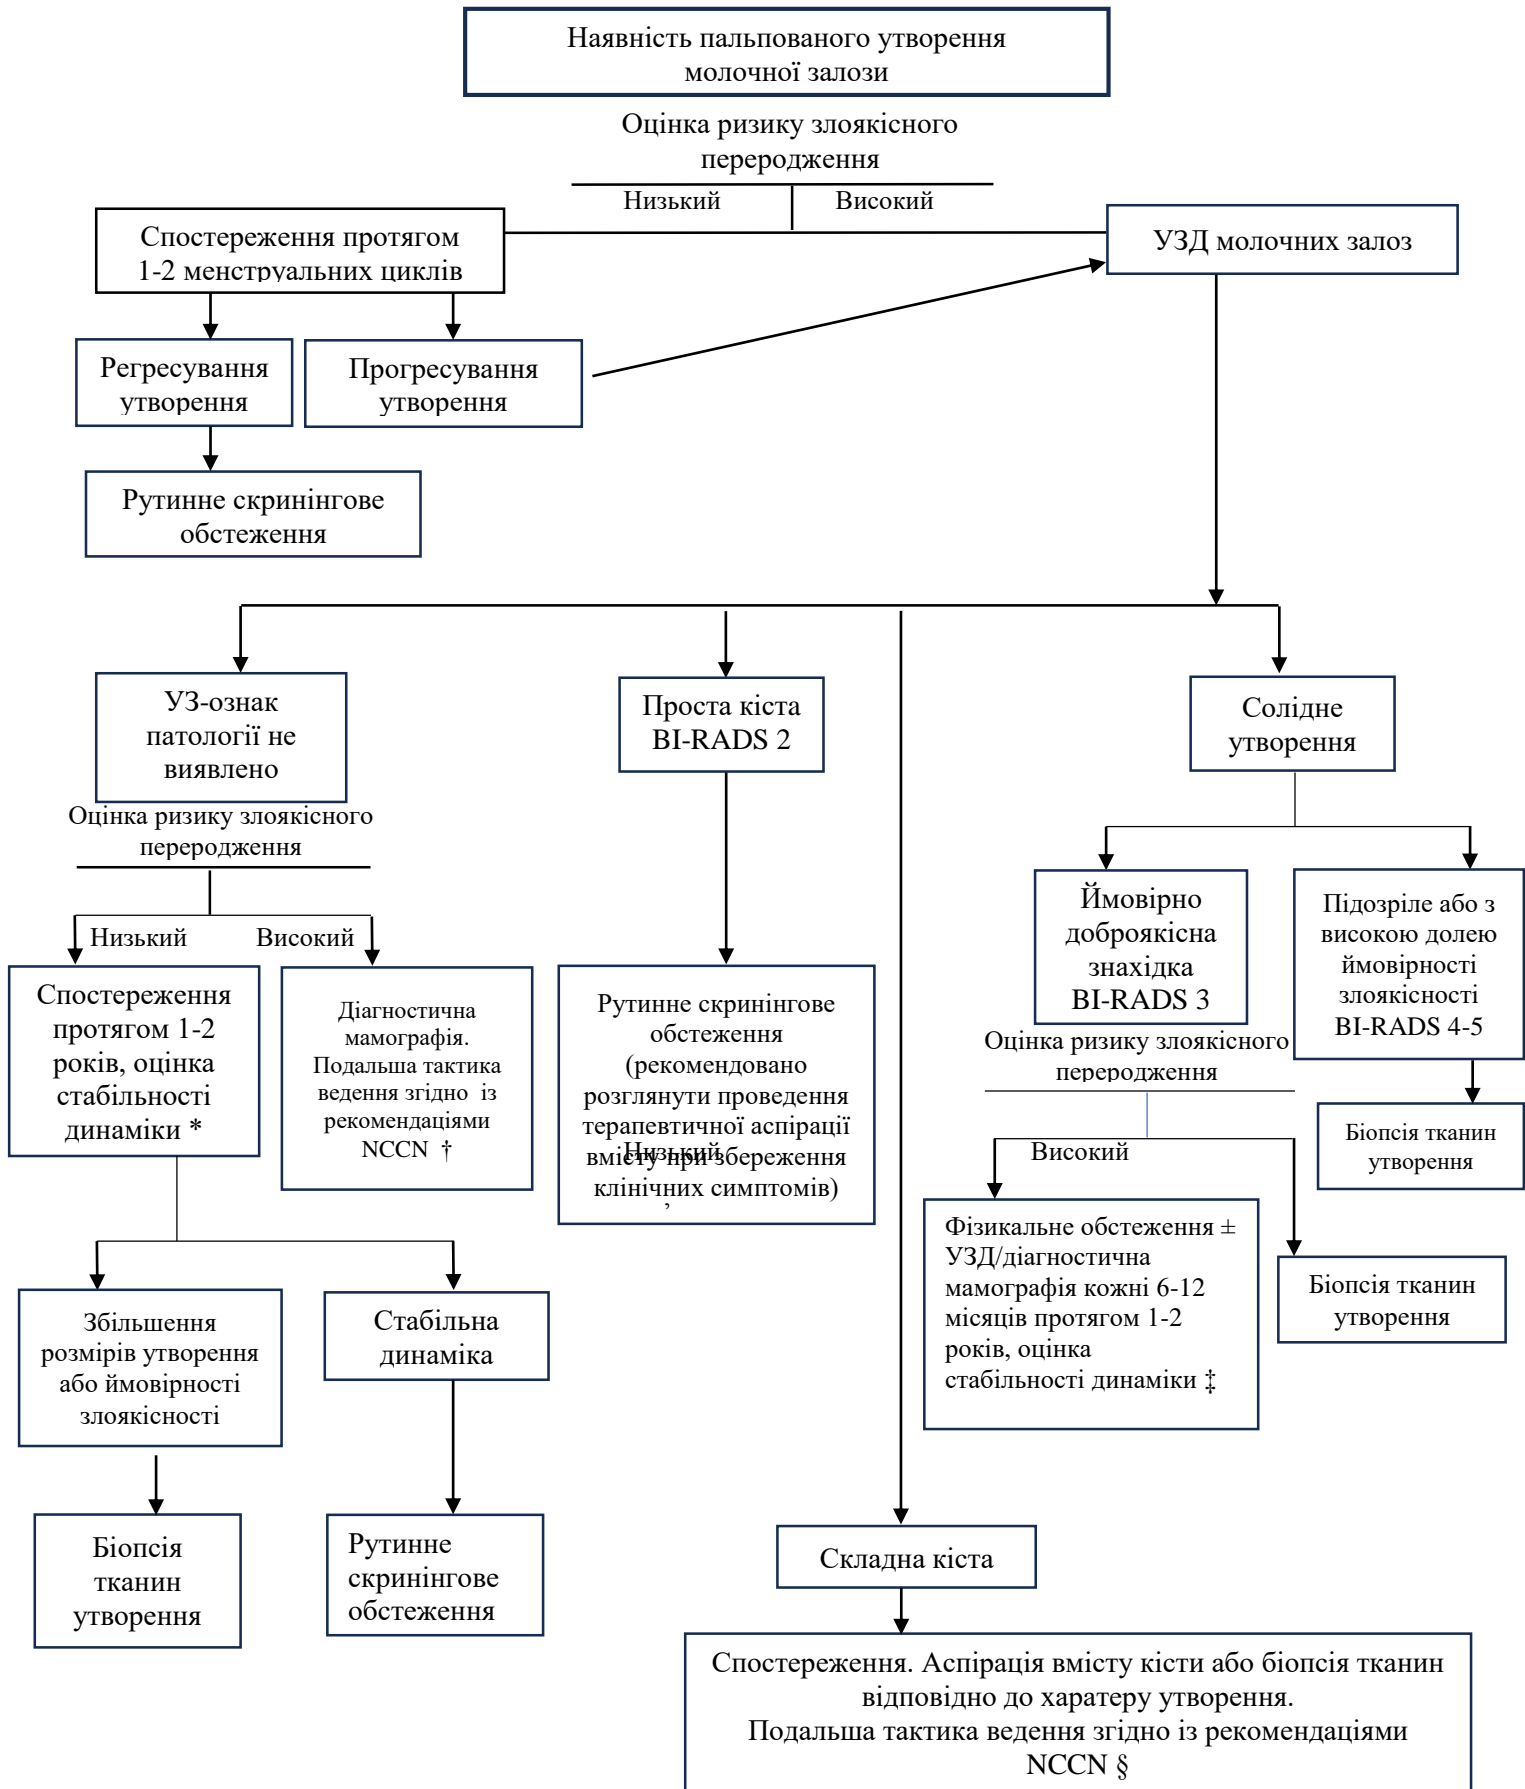 Наявність пальпованого утворення
молочної залози
Оцінка ризику злоякісного
переродження
Низький
Високий
Спостереження протягом
1-2 менструальних циклів
УЗД молочних залоз
Регресування
утворення
Прогресування
утворення
Рутинне скринінгове
обстеження
УЗ-ознак
патології не
виявлено
Проста кіста
BI-RADS 2
Солідне
утворення
Оцінка ризику злоякісного
переродження
Низький
Високий
Ймовірно
доброякісна
знахідка
BI-RADS 3
Підозріле або з
високою долею
ймовірності
злоякісності
BI-RADS 4-5
Спостереження
протягом 1-2
років, оцінка
стабільності
динаміки *
Діагностична
мамографія.
Подальша тактика
ведення згідно із
рекомендаціями
NCCN †
Рутинне скринінгове
обстеження
(рекомендовано
розглянути проведення
терапевтичної аспірації
вмісту при збереження
клінічних симптомів)
Низький
,
Оцінка ризику злоякісного
переродження
Високий
Біопсія тканин
утворення
Фізикальне обстеження ±
УЗД/діагностична
мамографія кожні 6-12
місяців протягом 1-2
років, оцінка
стабільності динаміки ‡
Біопсія тканин
утворення
Збільшення
розмірів утворення
або ймовірності
злоякісності
Стабільна
динаміка
Біопсія
тканин
утворення
Рутинне
скринінгове
обстеження
Складна кіста
Спостереження. Аспірація вмісту кісти або біопсія тканин
відповідно до харатеру утворення.
Подальша тактика ведення згідно із рекомендаціями
NCCN §